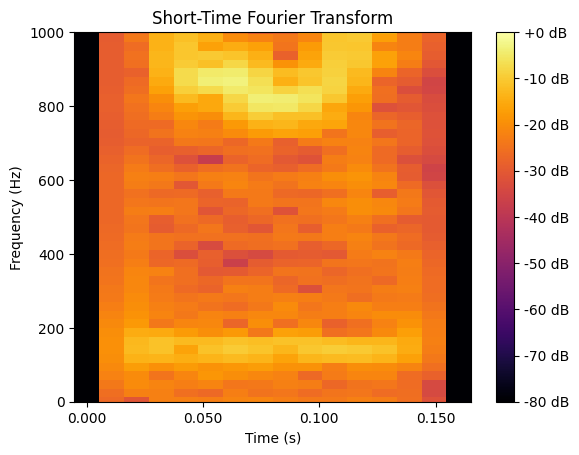 Short-Time Fourier Transform
1000
800
600
400
200
0
Frequency (Hz)
0.000
0.050
0.100
0.150
Time (s)
+0 dB
-10 dB
-20 dB
-30 dB
-40 dB
-50 dB
-60 dB
-70 dB
-80 dB